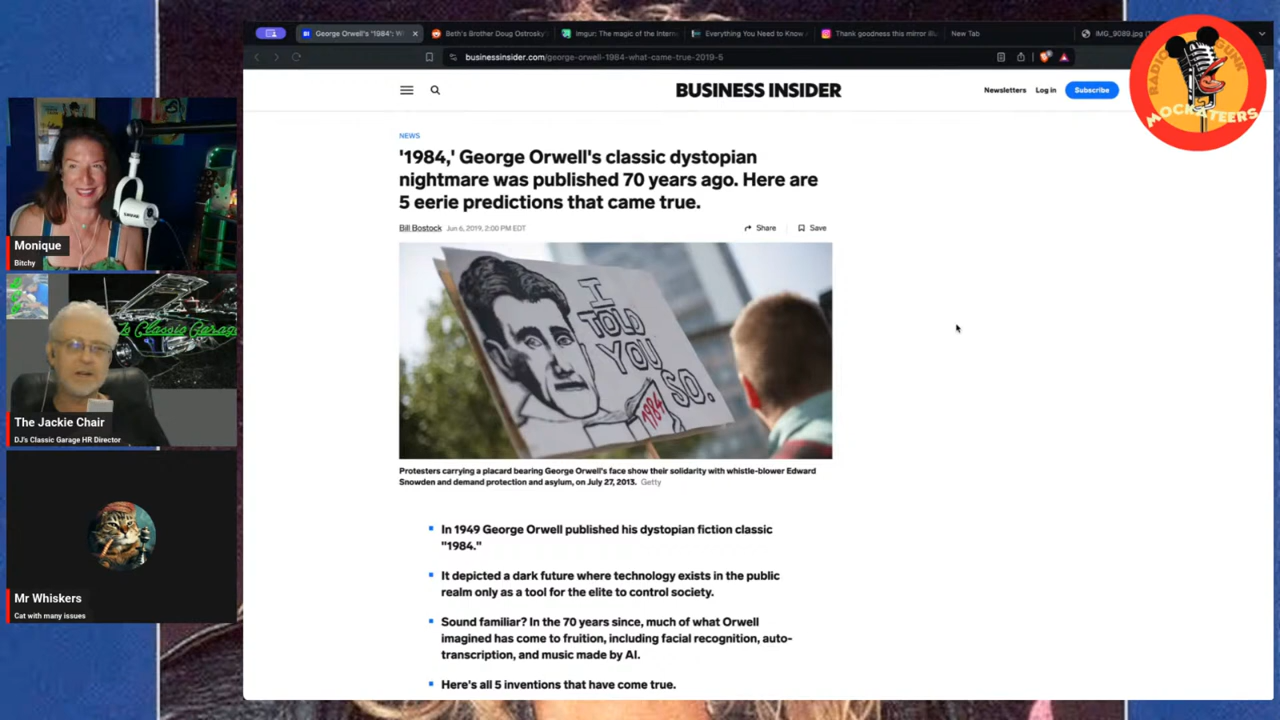 George Orwell's '1984': W
Beth's Brother Doug Ostrosky
imgur: The magic of the Intern
Everything You Need to Know
Thank goodness this mirror ill
New Tab
IMG_9089.jpg
businessinsider.com/george-orwell-1984-what-came-true-2019-5
BUSINESS INSIDER
Newsletters
Log in
Subscribe
RADIO GUNK
MOCKATEERS
NEWS
'1984,' George Orwell's classic dystopian
nightmare was published 70 years ago. Here are
5 eerie predictions that came true.
Bill Bostock Jun 6, 2019, 2:00 PM EDT
Share
Save
I
TOLD
YOU
SO.
1984
Protesters carrying a placard bearing George Orwell's face show their solidarity with whistle-blower Edward
Snowden and demand protection and asylum, on July 27, 2013. Getty
In 1949 George Orwell published his dystopian fiction classic
"1984."
It depicted a dark future where technology exists in the public
realm only as a tool for the elite to control society.
Sound familiar? In the 70 years since, much of what Orwell
imagined has come to fruition, including facial recognition, auto-
transcription, and music made by AI.
Here's all 5 inventions that have come true.
Monique
Bitchy
's Classic Garage
The Jackie Chair
DJ's Classic Garage HR Director
Mr Whiskers
Cat with many issues